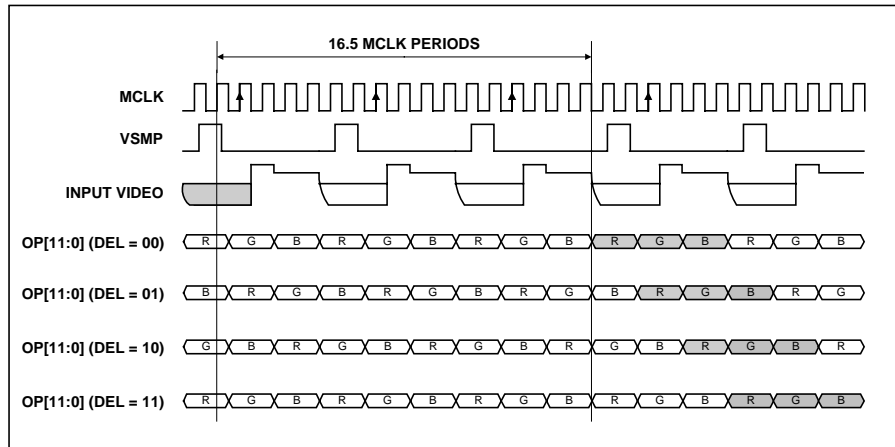 16.5 MCLK PERIODS
MCLK
VSMP
INPUT VIDEO
OP[11:0] (DEL = 00) R G B R G B R G B R G B R G B
OP[11:0] (DEL = 01) B R G B R G B R G B R G B R G
OP[11:0] (DEL = 10) G B R G B R G B R G B R G B R
OP[11:0] (DEL = 11) R G B R G B R G B R G B R G B